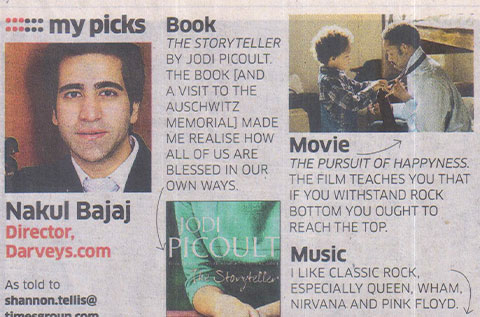 my picks
Nakul Bajaj
Director,
Darveys.com
As told to
shannon.tellis@
timesgroup.com
Book
THE STORYTELLER
BY JODI PICOULT.
THE BOOK [AND
A VISIT TO THE
AUSCHWITZ
MEMORIAL] MADE
ME REALISE HOW
ALL OF US ARE
BLESSED IN OUR
OWN WAYS.
JODI
PICOULT
The Storyteller
Movie
THE PURSUIT OF HAPPYNESS.
THE FILM TEACHES YOU THAT
IF YOU WITHSTAND ROCK
BOTTOM YOU OUGHT TO
REACH THE TOP.
Music
I LIKE CLASSIC ROCK,
ESPECIALLY QUEEN, WHAM,
NIRVANA AND PINK FLOYD.